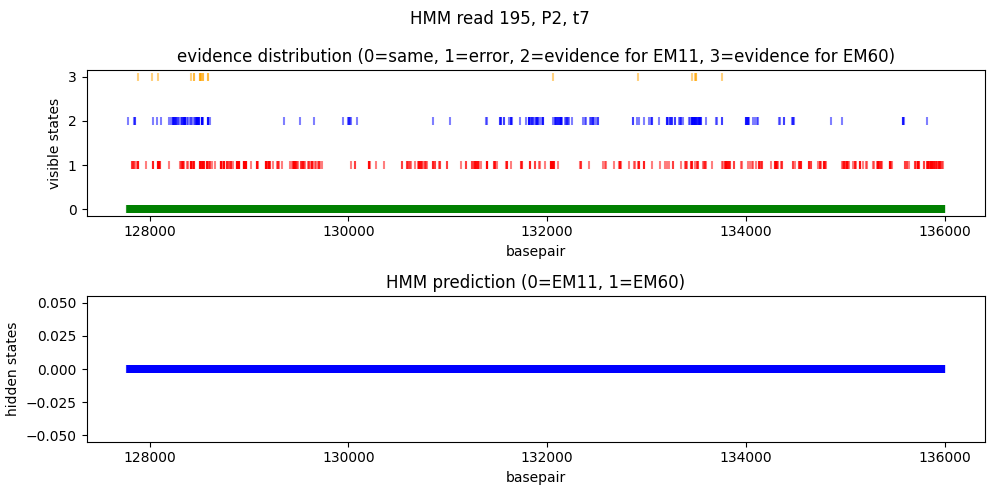 HMM read 195, P2, t7
evidence distribution (0=same, 1=error, 2=evidence for EM11, 3=evidence for EM60)
visible states
3
2
1
0
128000 130000 132000 134000 136000
basepair
HMM prediction (0=EM11, 1=EM60)
hidden states
0.050
0.025
0.000
-0.025
-0.050
128000 130000 132000 134000 136000
basepair